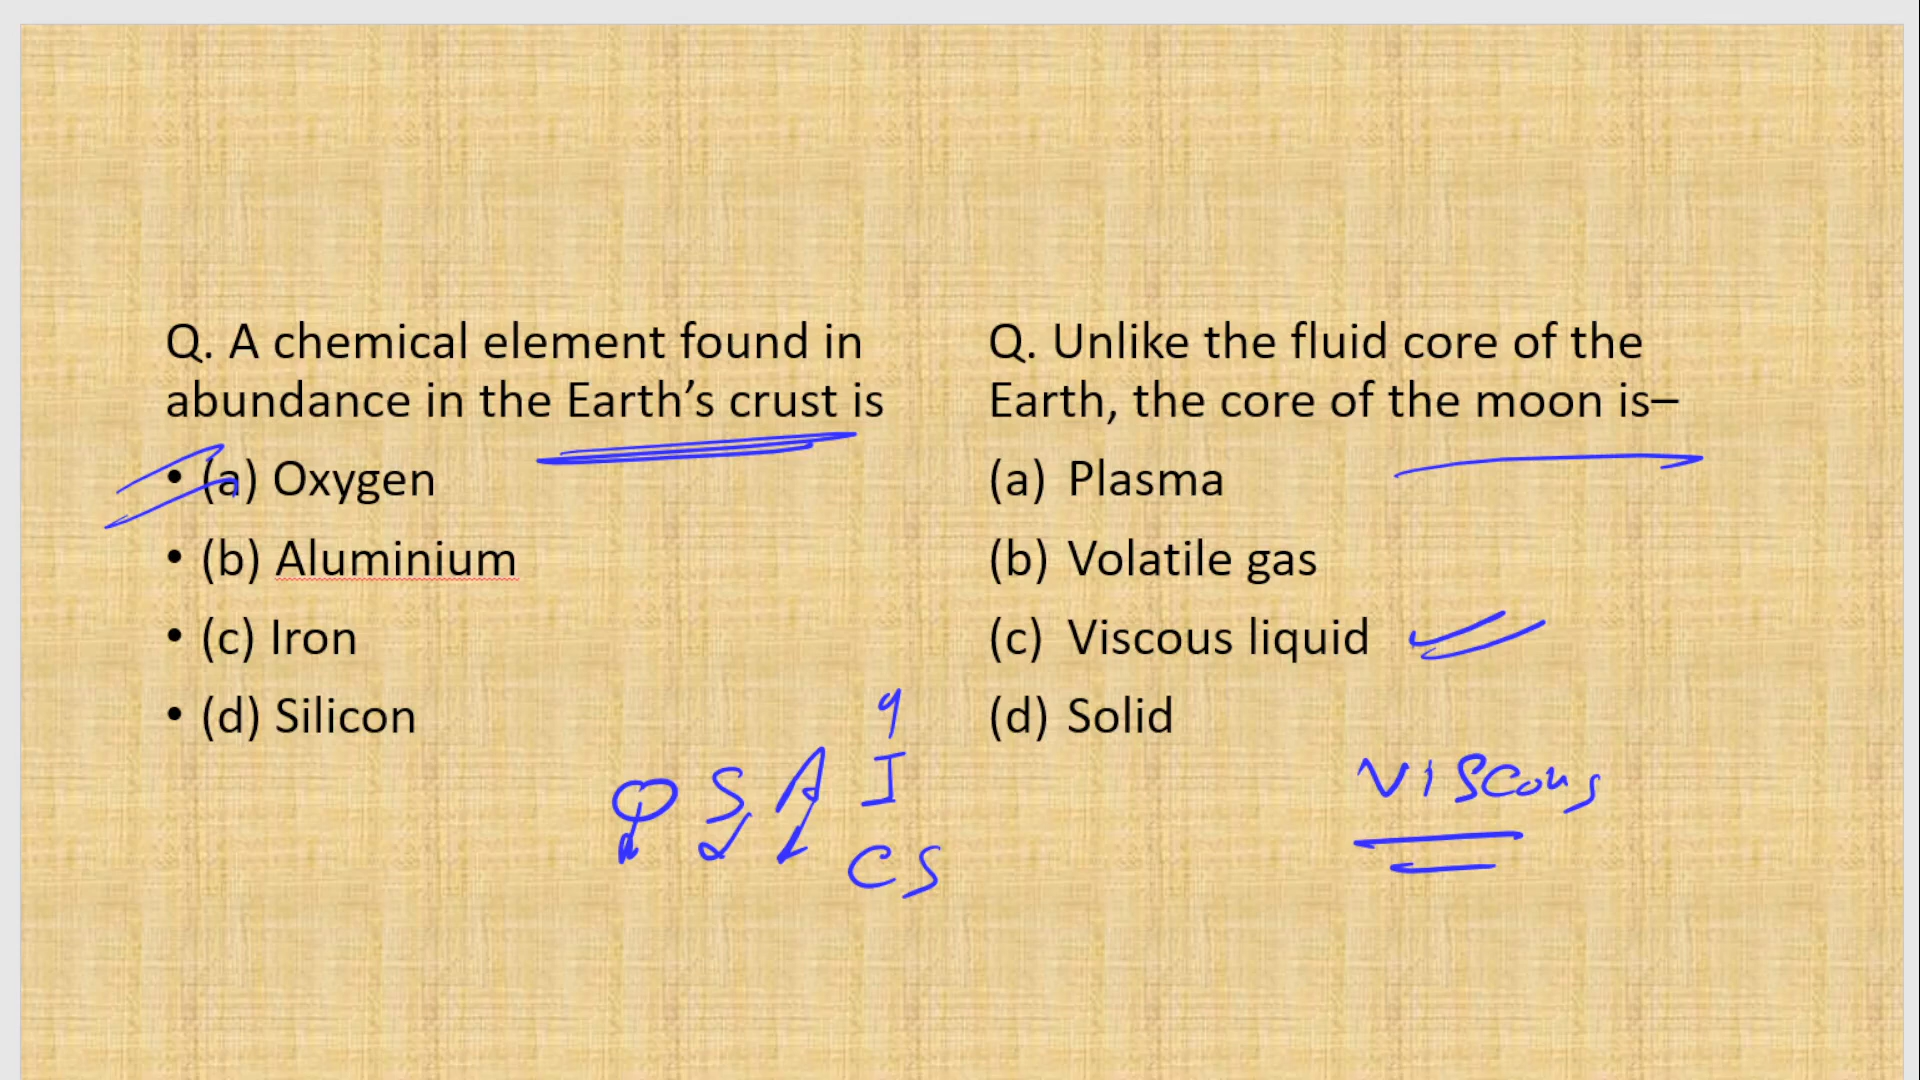 Q. A chemical element found in
abundance in the Earth’s crust is
• (a) Oxygen
• (b) Aluminium
• (c) Iron
• (d) Silicon
Q. Unlike the fluid core of the
Earth, the core of the moon is–
(a) Plasma
(b) Volatile gas
(c) Viscous liquid
(d) Solid
S A I
CS
Viscous